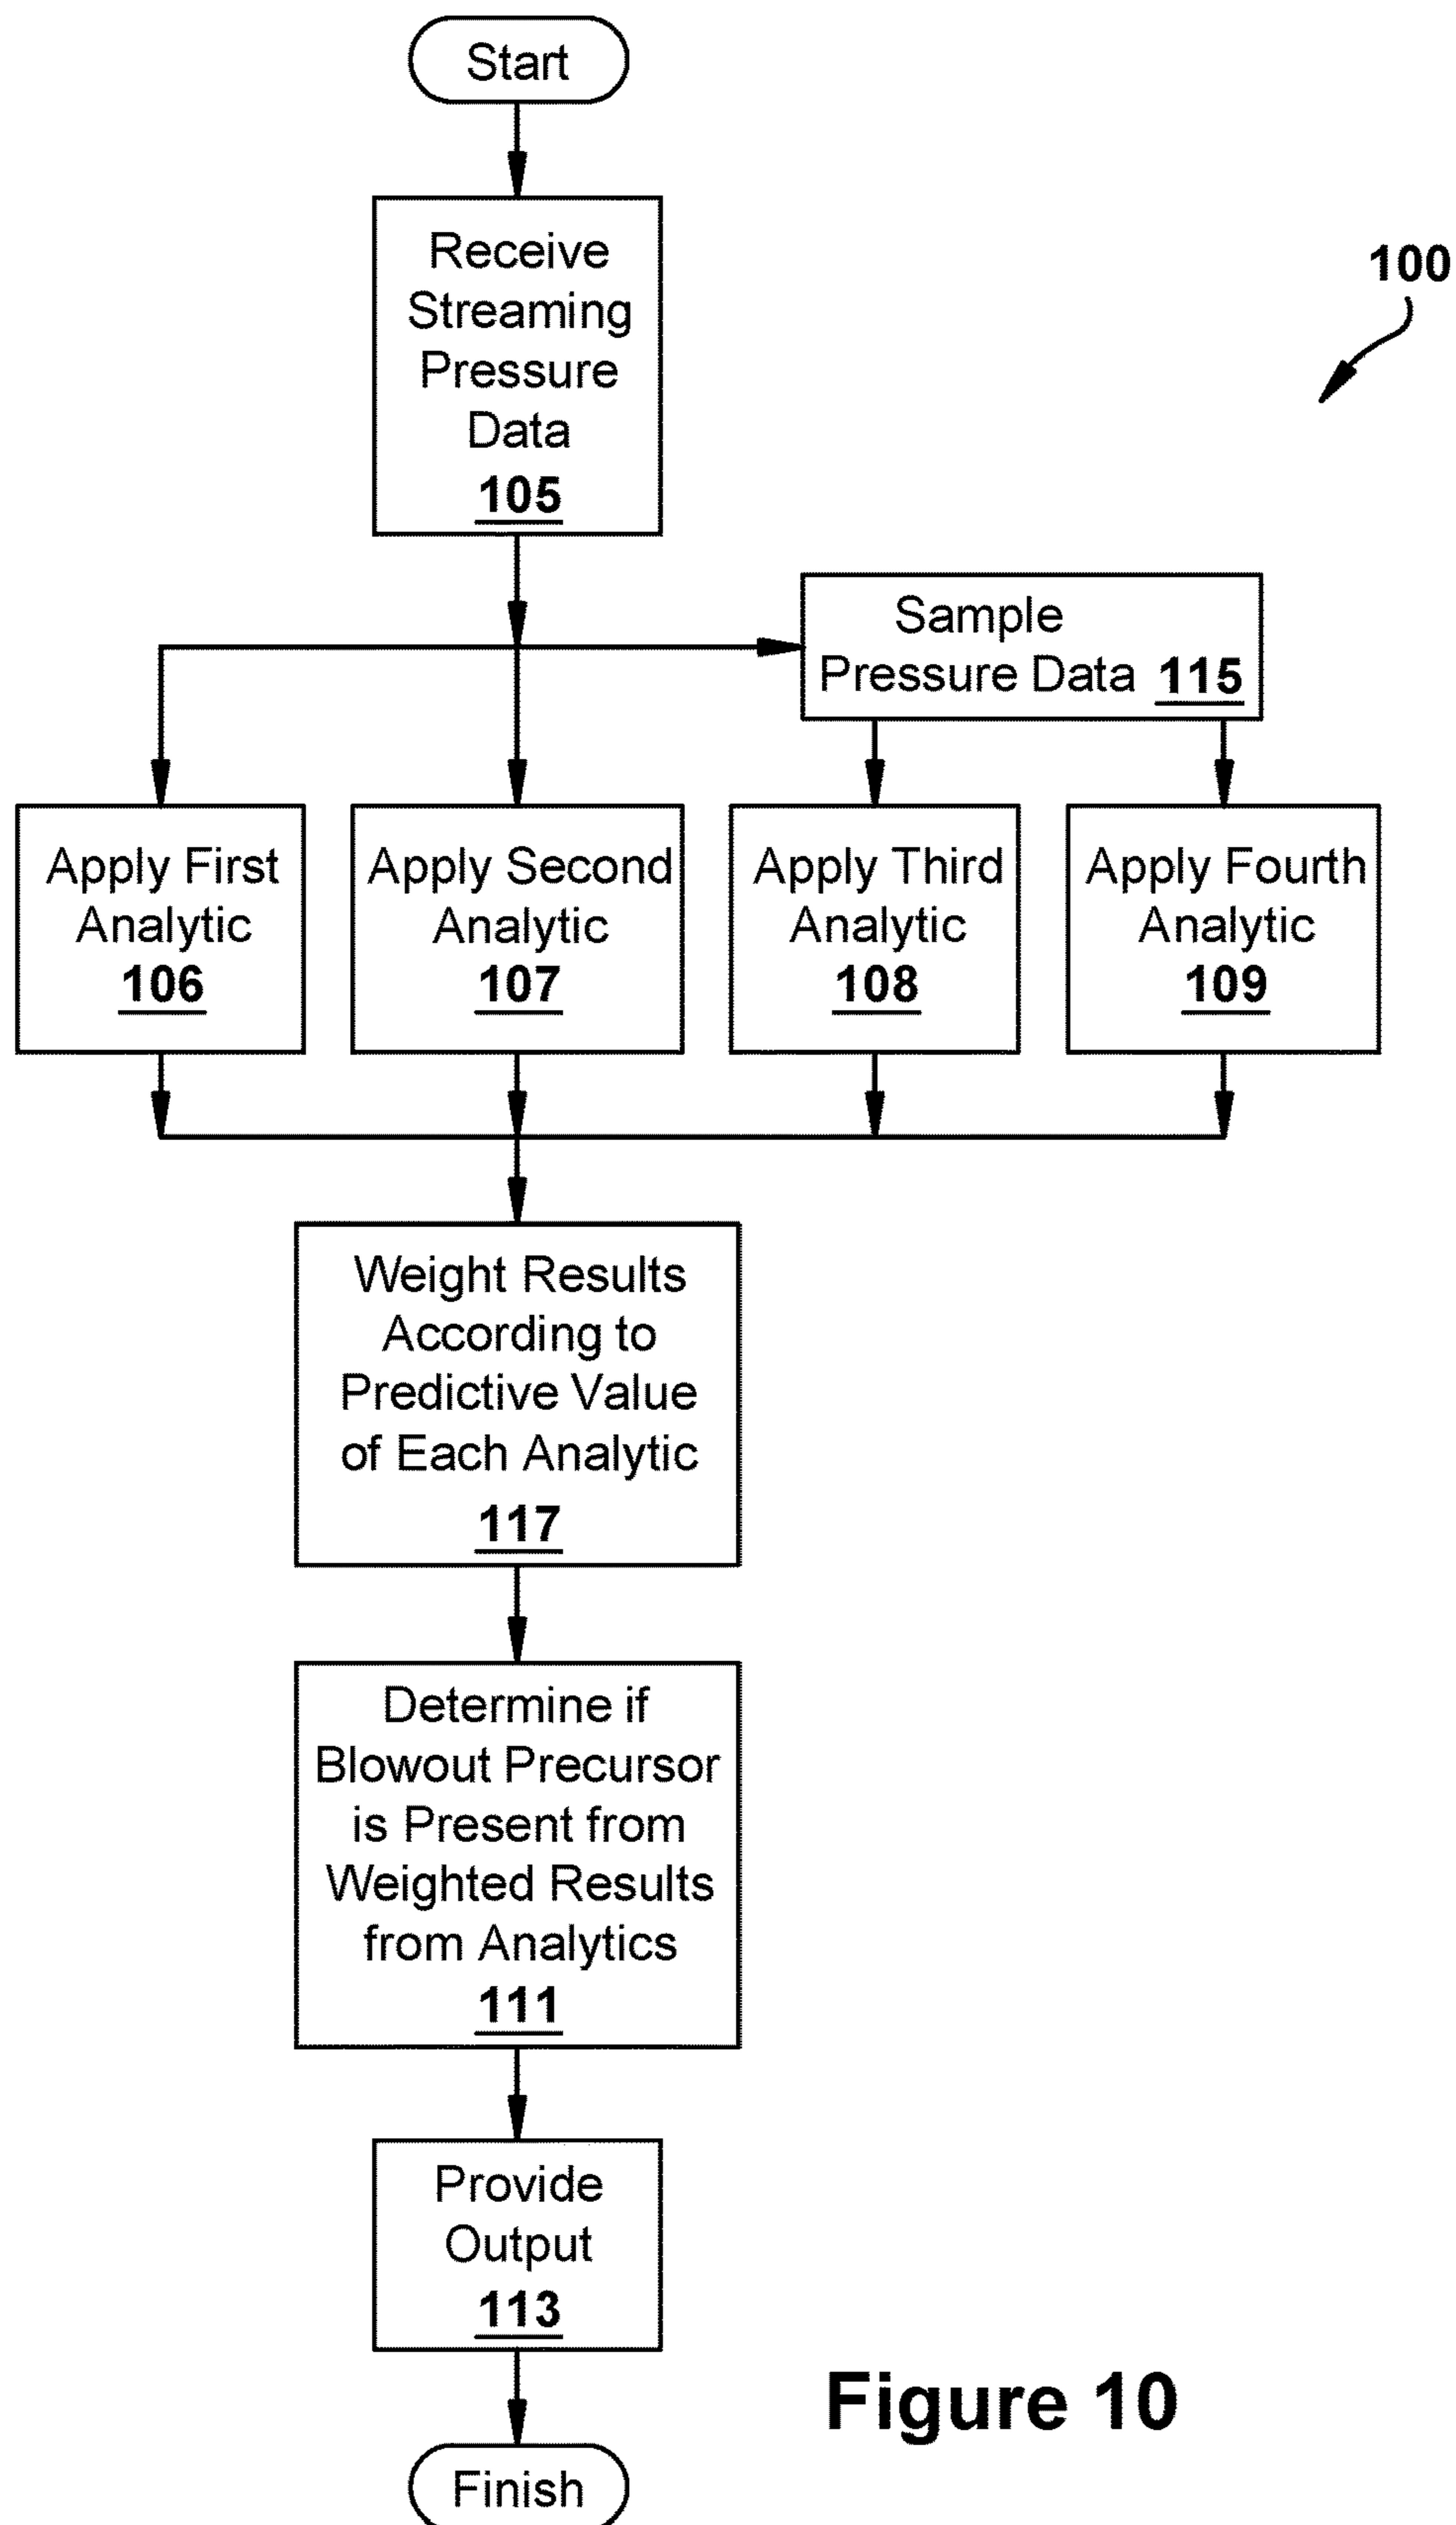 Start
Receive
Streaming
Pressure
Data
105
100
Sample
Pressure Data 115
Apply First
Analytic
106
Apply Second
Analytic
107
Apply Third
Analytic
108
Apply Fourth
Analytic
109
Weight Results
According to
Predictive Value
of Each Analytic
117
Determine if
Blowout Precursor
is Present from
Weighted Results
from Analytics
111
Provide
Output
113
Finish
Figure 10